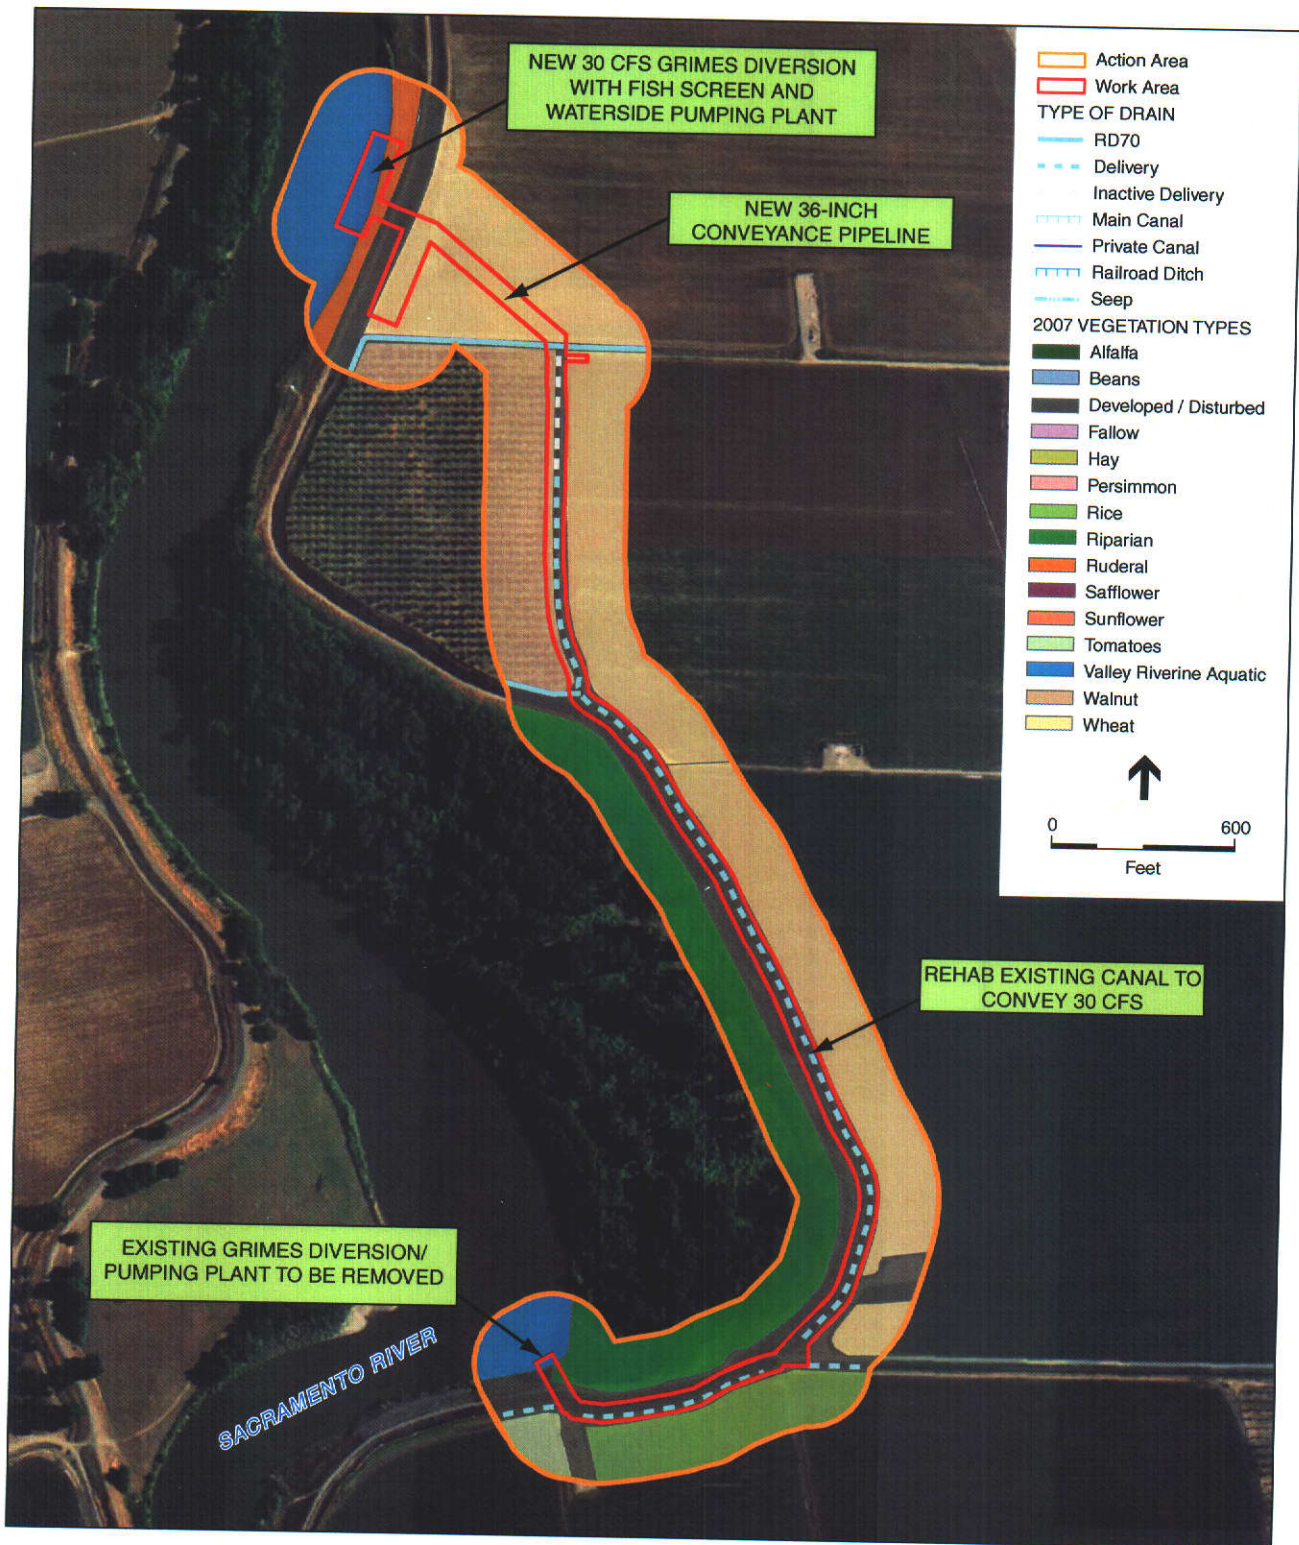 NEW 30 CFS GRIMES DIVERSION
WITH FISH SCREEN AND
WATERSIDE PUMPING PLANT
NEW 36-INCH
CONVEYANCE PIPELINE
REHAB EXISTING CANAL TO
CONVEY 30 CFS
EXISTING GRIMES DIVERSION/
PUMPING PLANT TO BE REMOVED
SACRAMENTO RIVER
Action Area
Work Area
TYPE OF DRAIN
RD70
Delivery
Inactive Delivery
Main Canal
Private Canal
Railroad Ditch
Seep
2007 VEGETATION TYPES
Alfalfa
Beans
Developed / Disturbed
Fallow
Hay
Persimmon
Rice
Riparian
Ruderal
Safflower
Sunflower
Tomatoes
Valley Riverine Aquatic
Walnut
Wheat
0 600
Feet